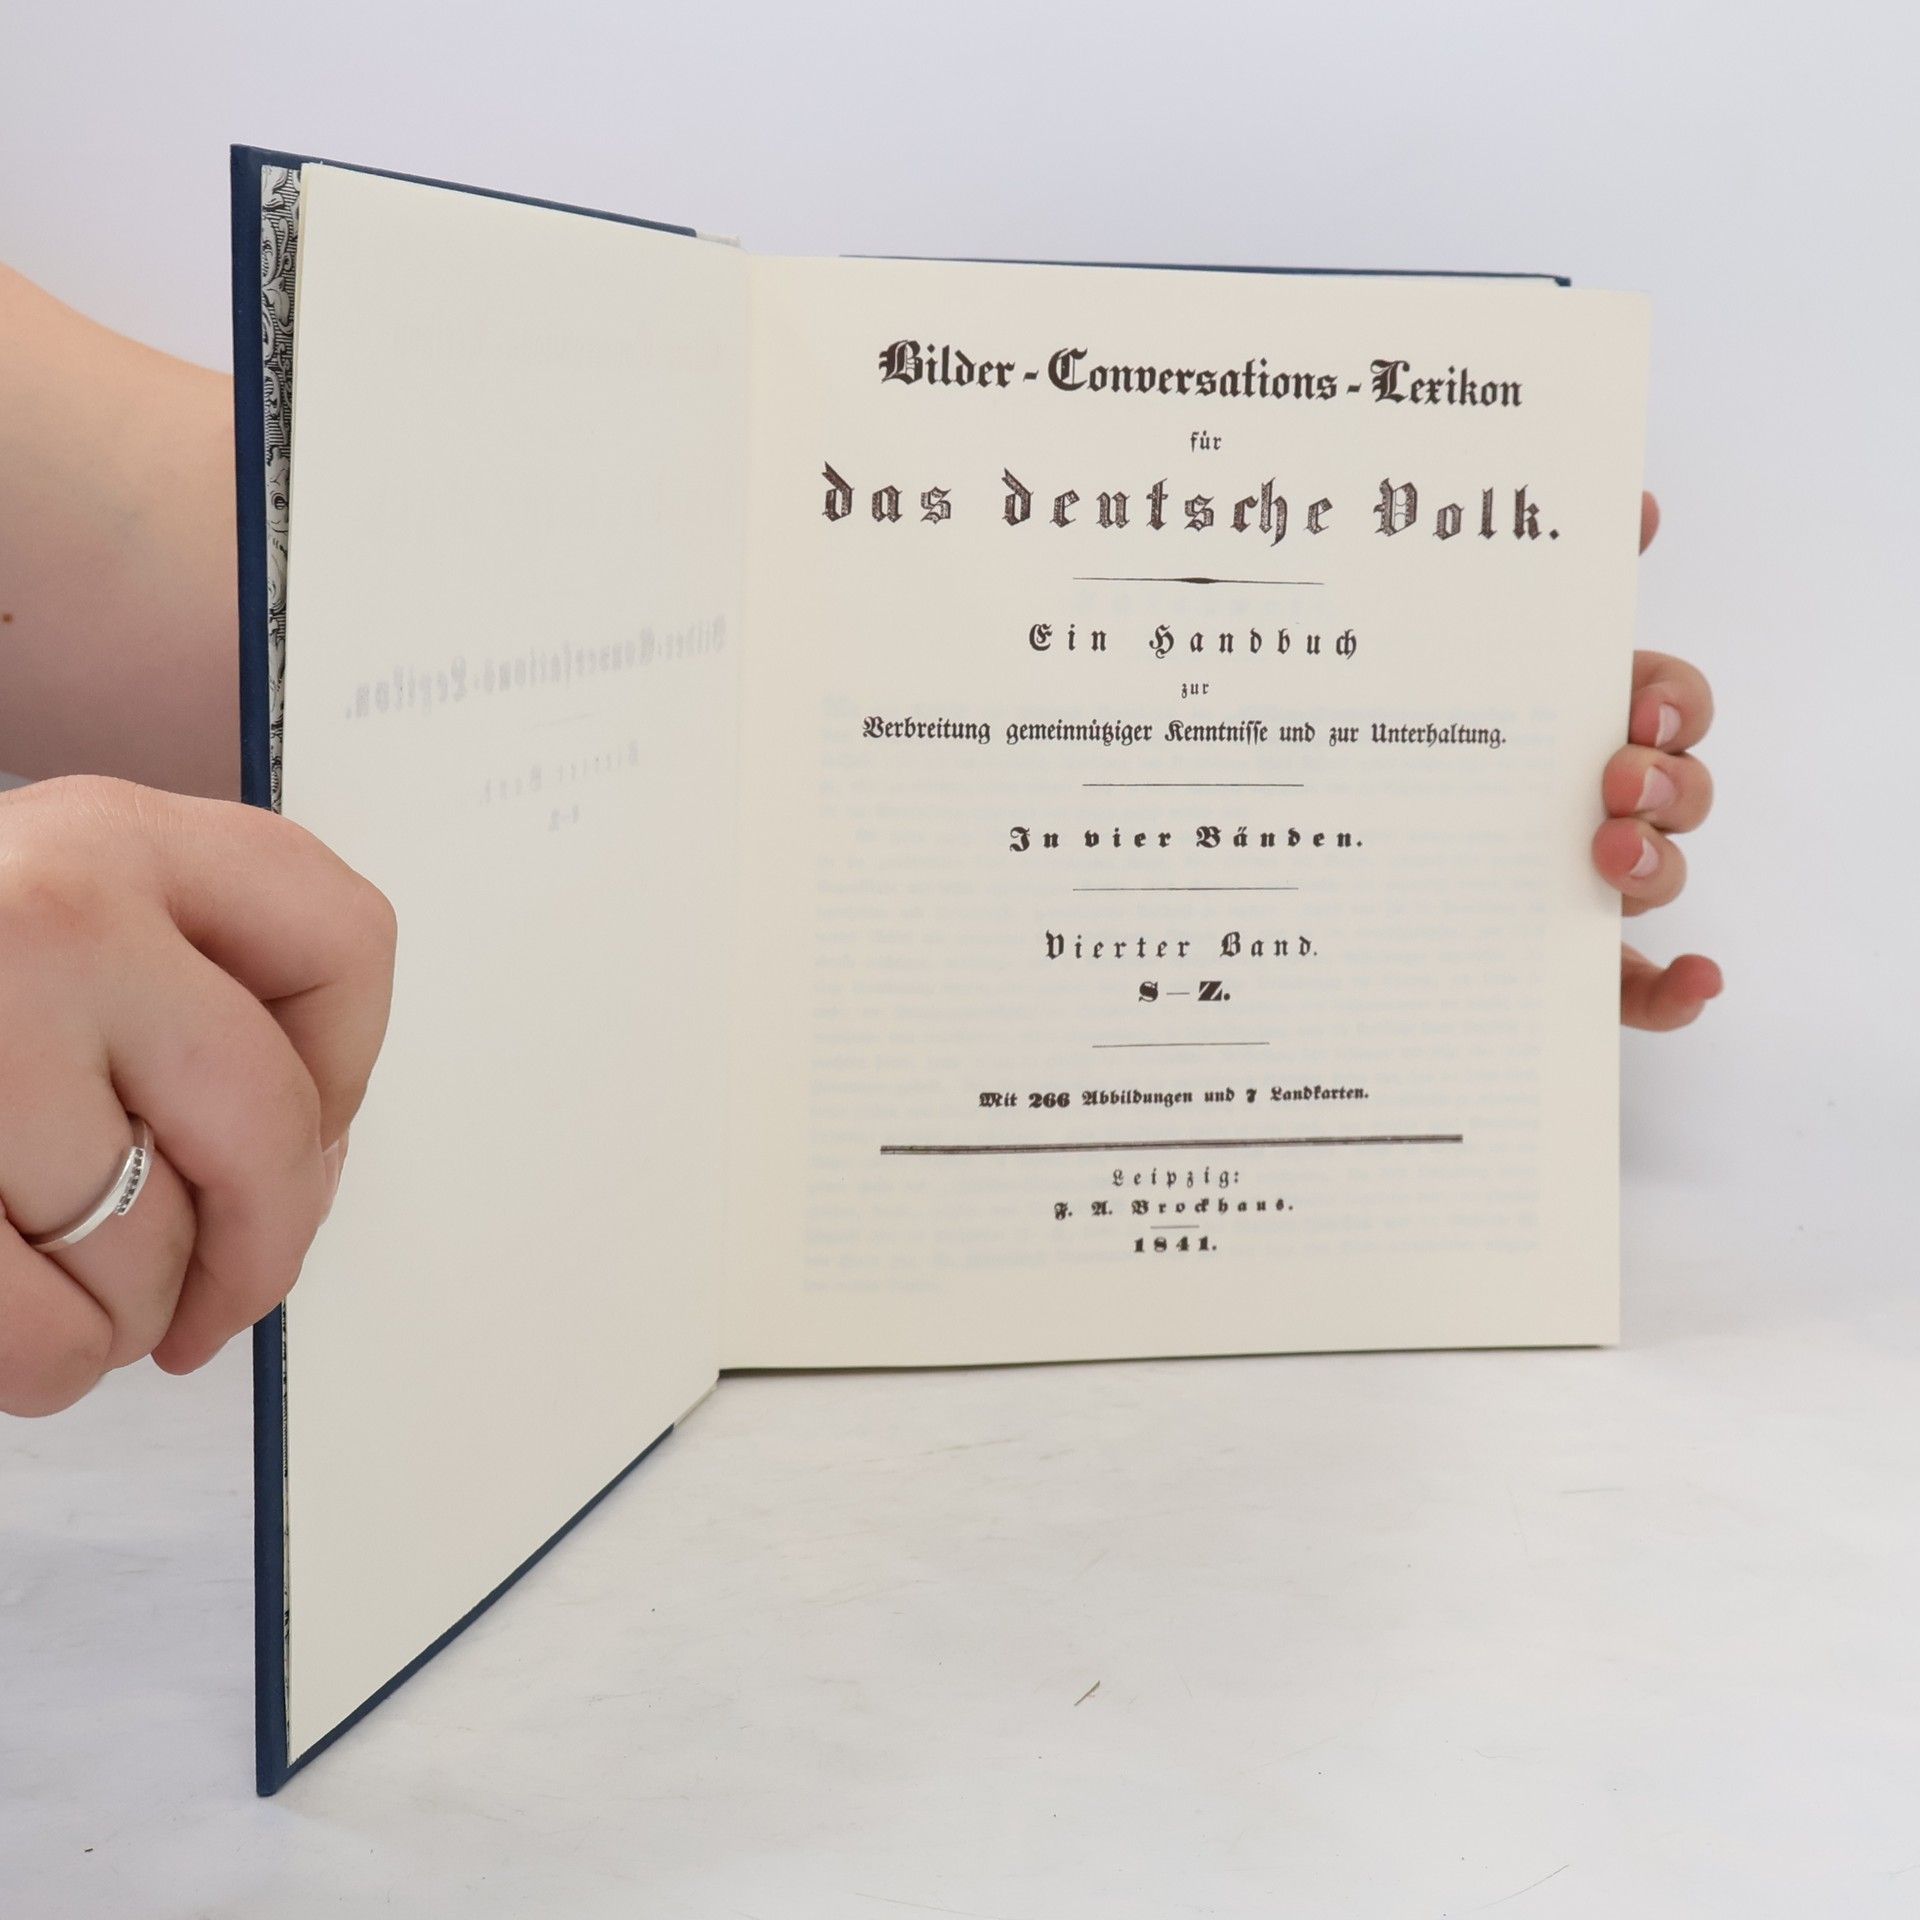 Bilder-Conversations-Lexikon
für
das deutsche Volk.
Ein Handbuch
zur
Verbreitung gemeinnütziger Kenntnisse und zur Unterhaltung.
In vier Bänden.
Vierter Band.
S—Z.
Mit 266 Abbildungen und 7 Landkarten.
Leipzig:
F. A. Brockhaus.
1841.